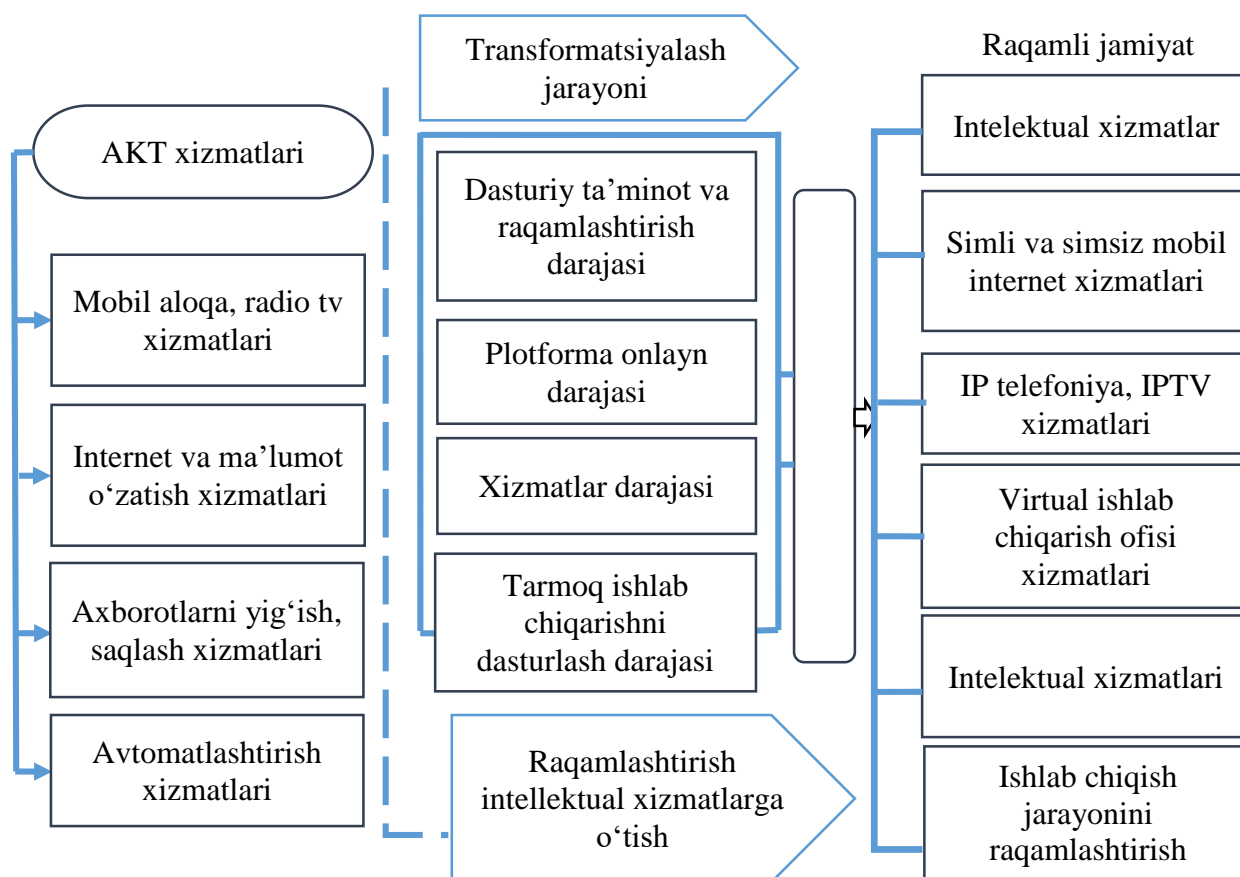 AKT xizmatlari
Mobil aloqa, radio tv
xizmatlari
Internet va ma’lumot
o‘zatish xizmatlari
Axborotlarni yig‘ish,
saqlash xizmatlari
Avtomatlashtirish
xizmatlari
Transformatsiyalash
jarayoni
Dasturiy ta’minot va
raqamlashtirish
darajasi
Plotforma onlayn
darajasi
Xizmatlar darajasi
Tarmoq ishlab
chiqarishni
dasturlash darajasi
Raqamlashtirish
intellektual xizmatlarga
o‘tish
Raqamli jamiyat
Intelektual xizmatlar
Simli va simsiz mobil
internet xizmatlari
IP telefoniya, IPTV
xizmatlari
Virtual ishlab
chiqarish ofisi
xizmatlari
Intelektual xizmatlari
Ishlab chiqish
jarayonini
raqamlashtirish